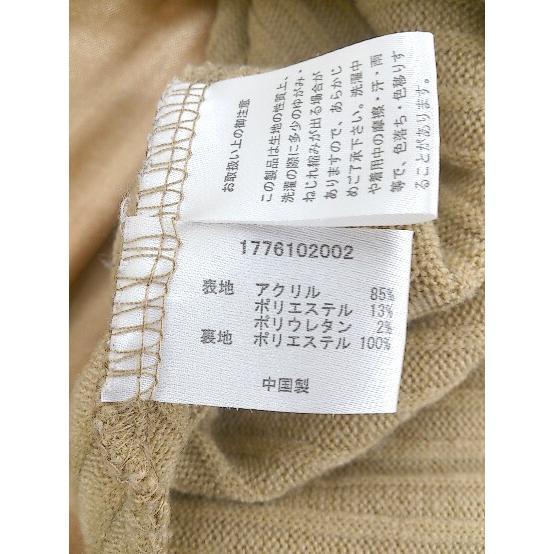 お取扱い上の御注意
この製品は生地の性質上、
洗濯の際に多少のゆがみ・
ねじれ縮みが出る場合が
ありますので、あらかじ
めご了承下さい。洗濯中
や着用中の摩擦・汗・雨
等で、色落ち・色移りす
ることがあります。
1776102002
表地 アクリル 85%
ポリエステル 13%
ポリウレタン 2%
裏地 ポリエステル 100%
中国製